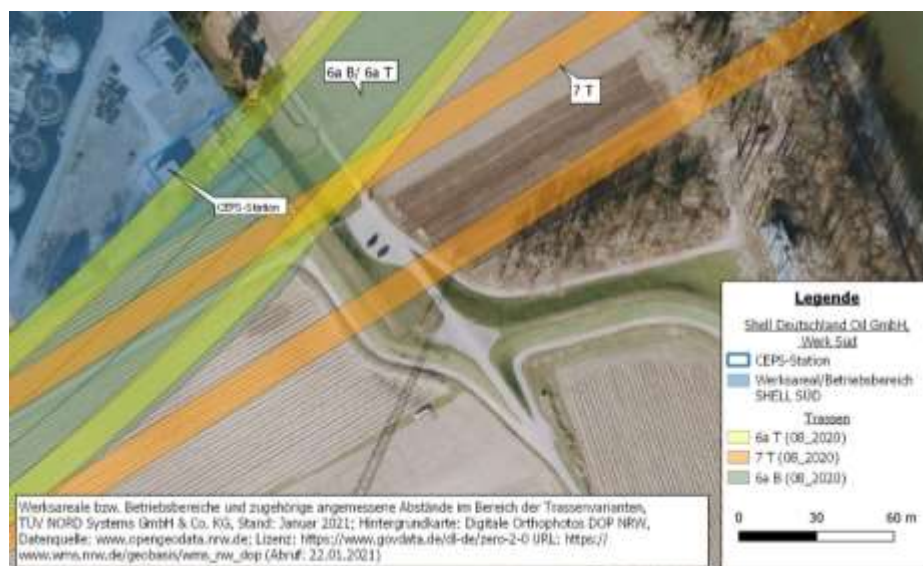 6a B/ 6a T
7 T
CEPS-Station
Legende
Shell Deutschland Oil GmbH,
Werk Süd
CEPS-Station
Werksareal/Betriebsbereich
SHELL SÜD
Trassen
6a T (08_2020)
7 T (08_2020)
6a B (08_2020)
0 30 60 m
Werksareale bzw. Betriebsbereiche und zugehörige angemessene Abstände im Bereich der Trassenvarianten,
TÜV NORD Systems GmbH & Co. KG, Stand: Januar 2021; Hintergrundkarte: Digitale Orthophotos DOP NRW,
Datenquelle: www.opengeodata.nrw.de; Lizenz: https://www.govdata.de/dl-de/zero-2-0 URL: https://
www.wms.nrw.de/geobasis/wms_nw_dop (Abruf: 22.01.2021)